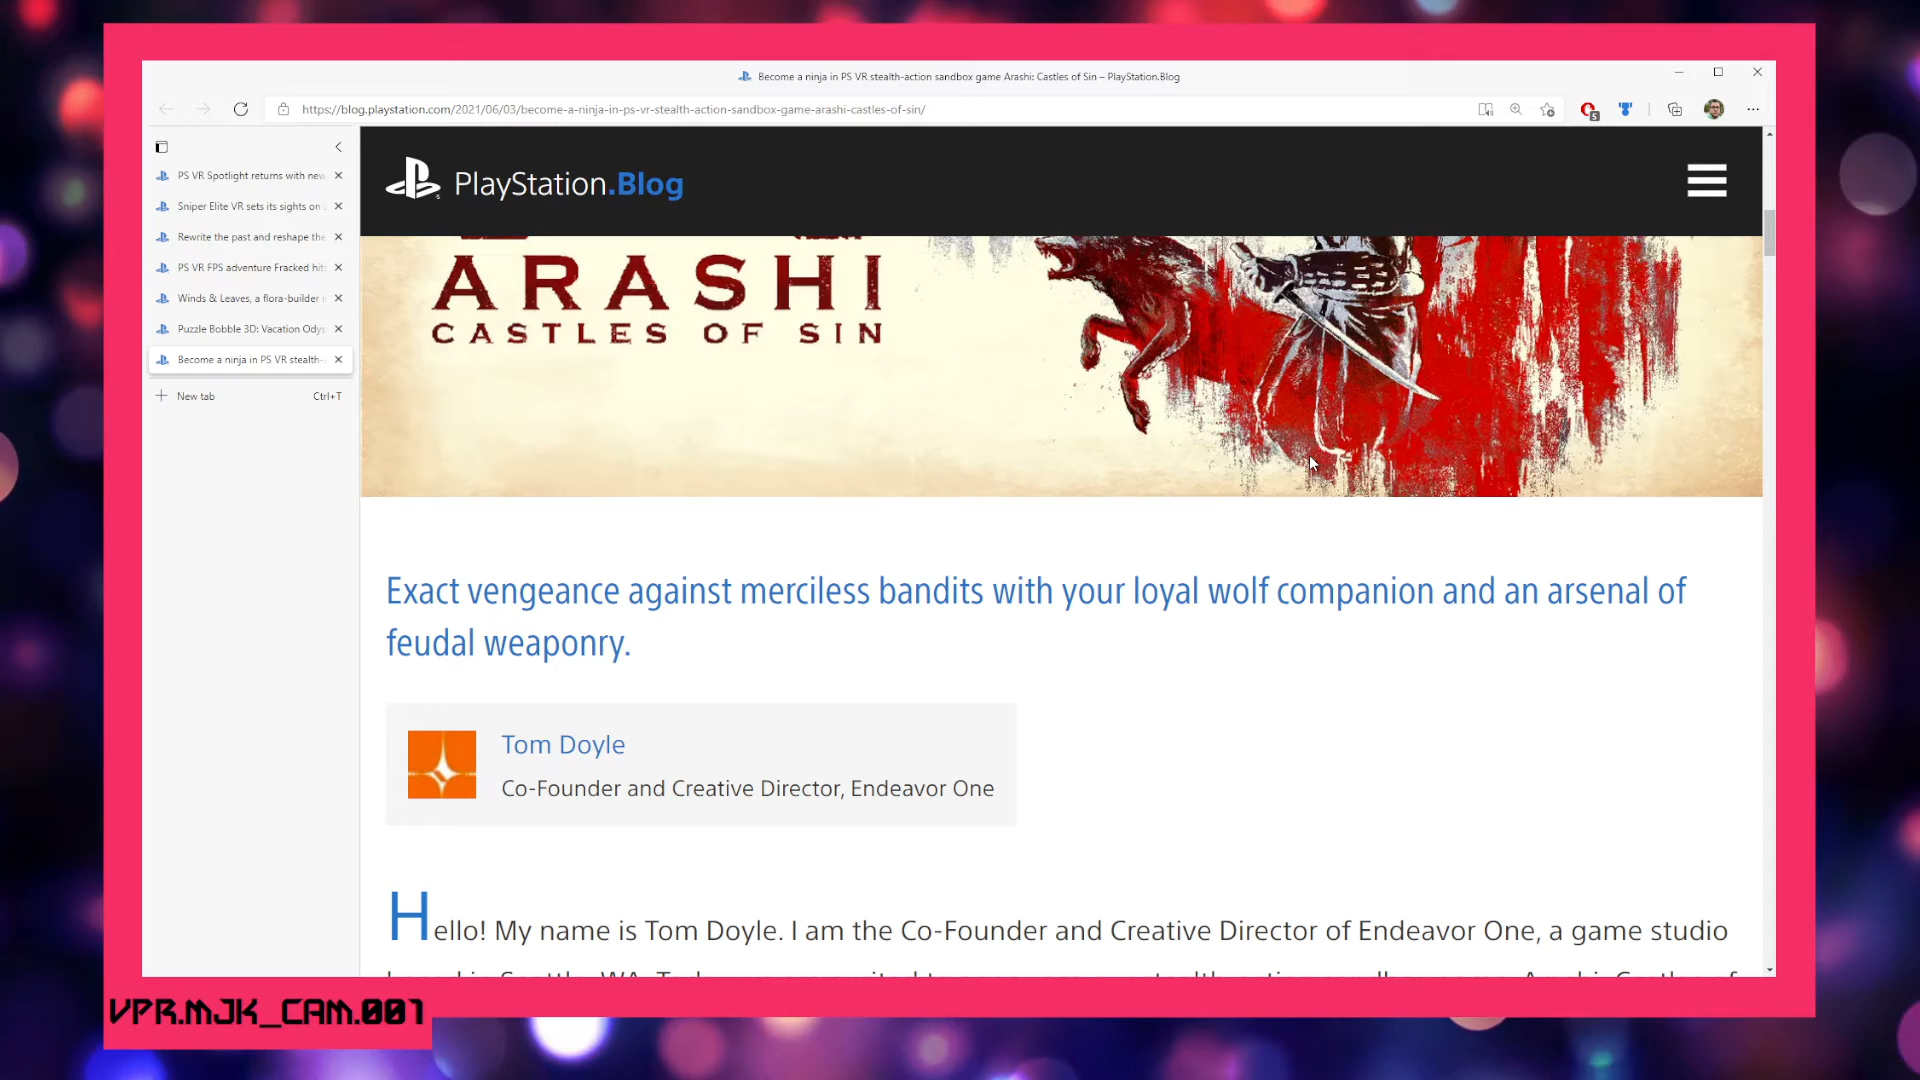 Become a ninja in PS VR stealth-action sandbox game Arashi: Castles of Sin – PlayStation.Blog
https://blog.playstation.com/2021/06/03/become-a-ninja-in-ps-vr-stealth-action-sandbox-game-arashi-castles-of-sin/
5
PS VR Spotlight returns with new
Sniper Elite VR sets its sights on
Rewrite the past and reshape the
PS VR FPS adventure Fracked hit
Winds & Leaves, a flora-builder
Puzzle Bobble 3D: Vacation Odys
Become a ninja in PS VR stealth-
New tab Ctrl+T
PlayStation.Blog
ARASHI
CASTLES OF SIN
Exact vengeance against merciless bandits with your loyal wolf companion and an arsenal of
feudal weaponry.
Tom Doyle
Co-Founder and Creative Director, Endeavor One
Hello! My name is Tom Doyle. I am the Co-Founder and Creative Director of Endeavor One, a game studio
VPR.MJK_CAM.001